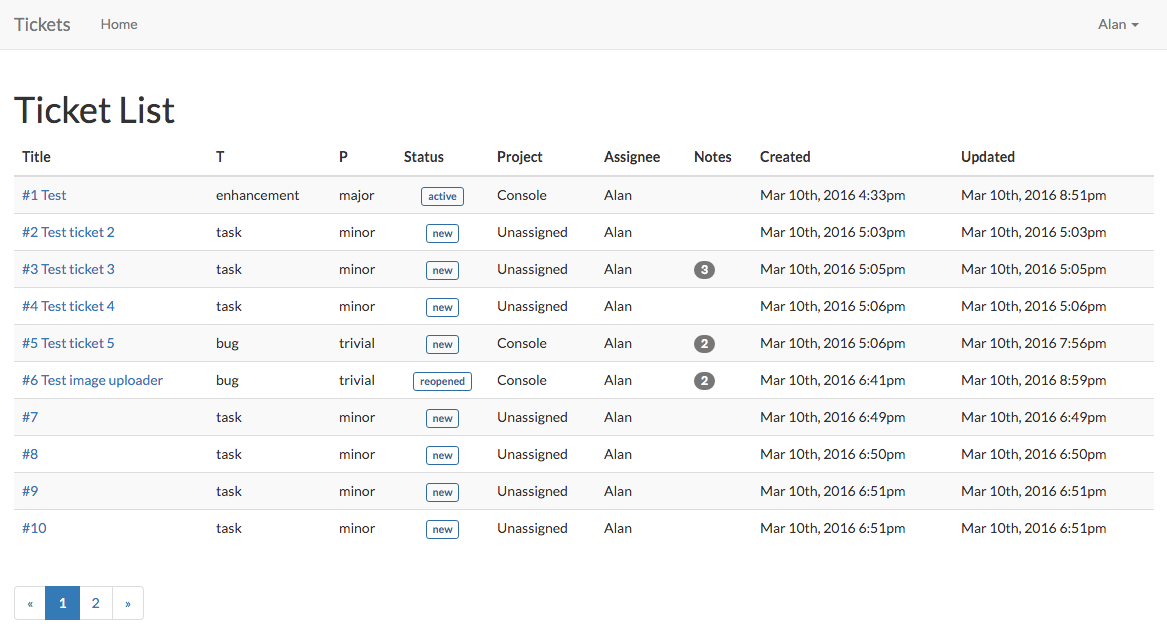 Tickets Home Alan
Ticket List
Title T P Status Project Assignee Notes Created Updated
#1 Test enhancement major active Console Alan Mar 10th, 2016 4:33pm Mar 10th, 2016 8:51pm
#2 Test ticket 2 task minor new Unassigned Alan Mar 10th, 2016 5:03pm Mar 10th, 2016 5:03pm
#3 Test ticket 3 task minor new Unassigned Alan 3 Mar 10th, 2016 5:05pm Mar 10th, 2016 5:05pm
#4 Test ticket 4 task minor new Unassigned Alan Mar 10th, 2016 5:06pm Mar 10th, 2016 5:06pm
#5 Test ticket 5 bug trivial new Console Alan 2 Mar 10th, 2016 5:06pm Mar 10th, 2016 7:56pm
#6 Test image uploader bug trivial reopened Console Alan 2 Mar 10th, 2016 6:41pm Mar 10th, 2016 8:59pm
#7 task minor new Unassigned Alan Mar 10th, 2016 6:49pm Mar 10th, 2016 6:49pm
#8 task minor new Unassigned Alan Mar 10th, 2016 6:50pm Mar 10th, 2016 6:50pm
#9 task minor new Unassigned Alan Mar 10th, 2016 6:51pm Mar 10th, 2016 6:51pm
#10 task minor new Unassigned Alan Mar 10th, 2016 6:51pm Mar 10th, 2016 6:51pm
« 1 2 »